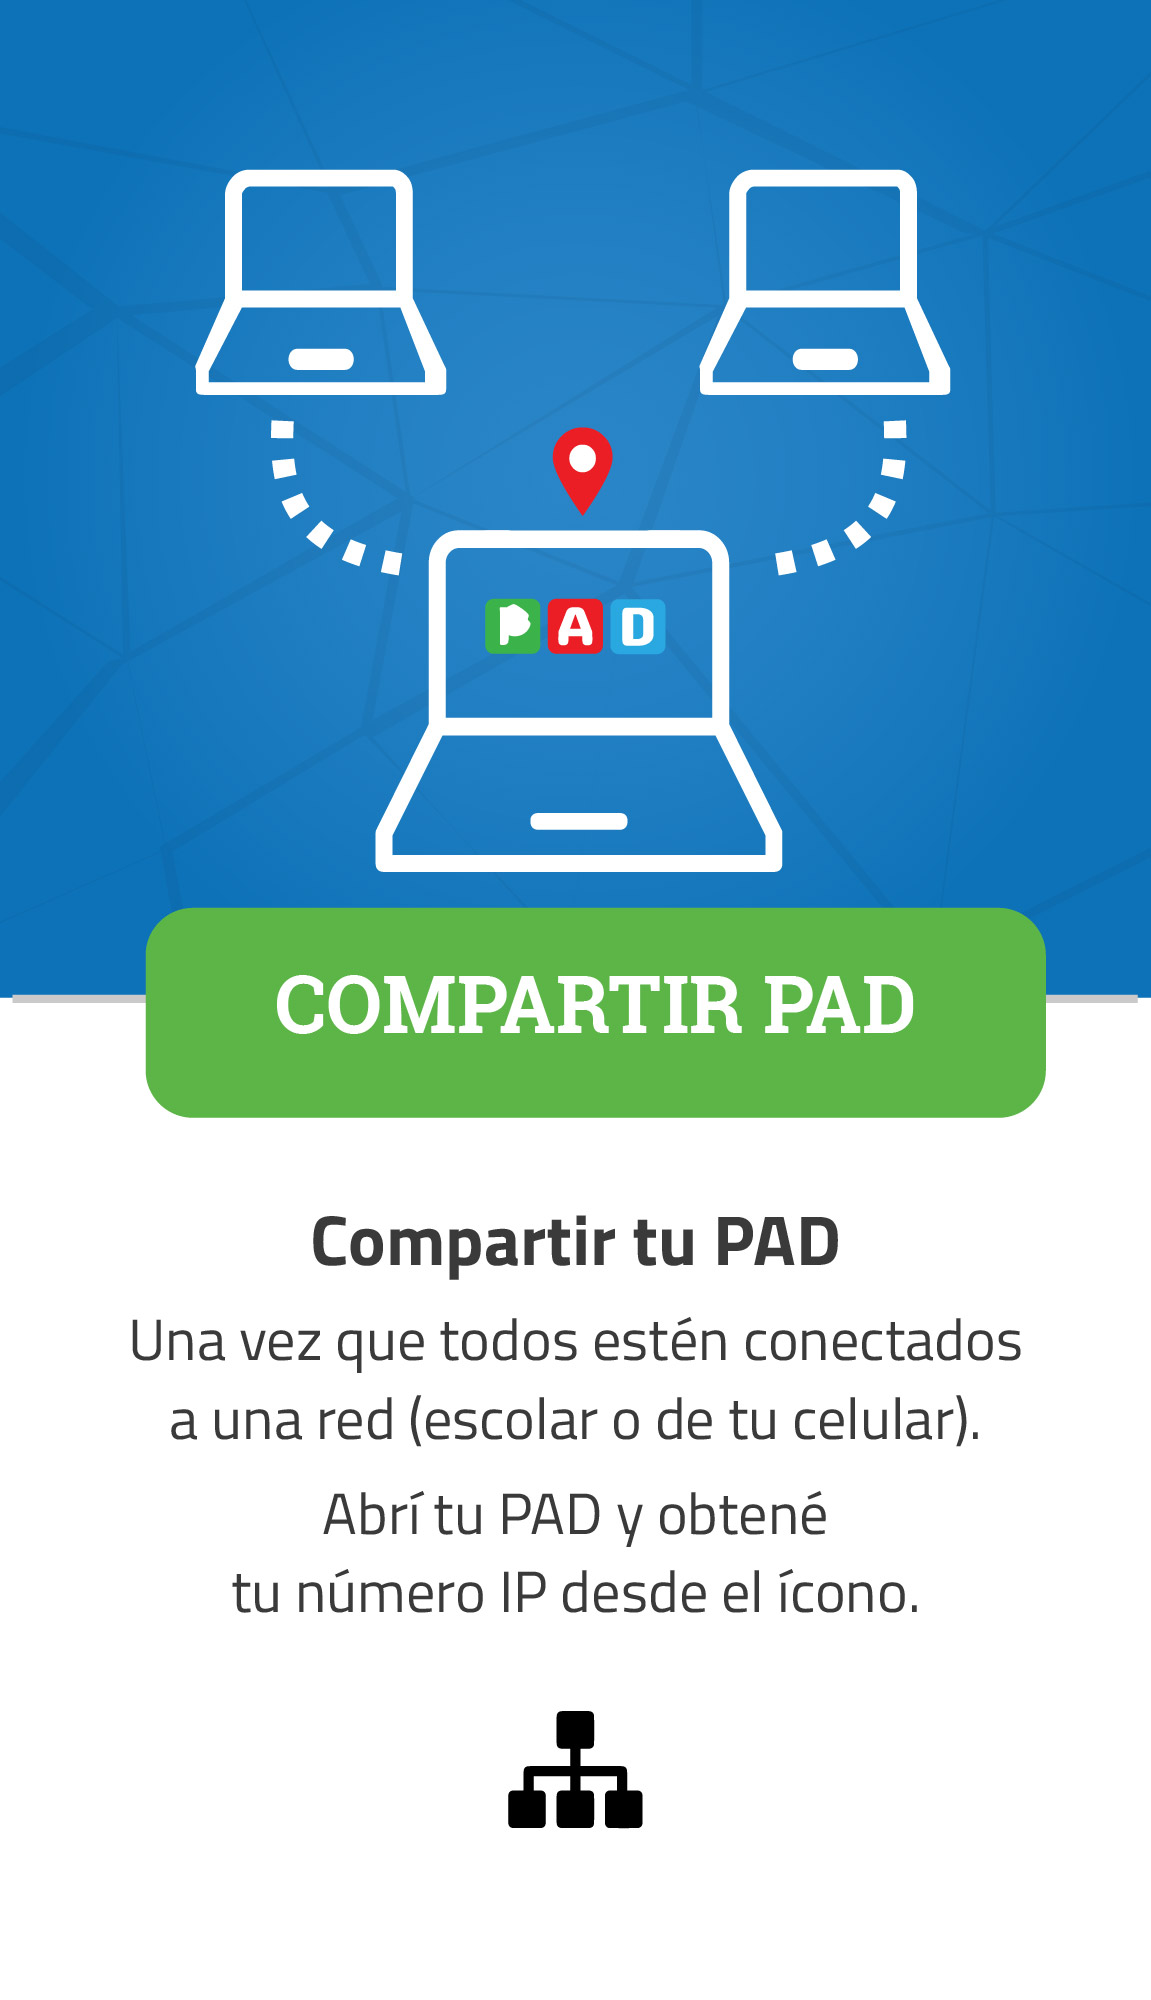 PAD
COMPARTIR PAD
Compartir tu PAD
Una vez que todos estén conectados
a una red (escolar o de tu celular).
Abrí tu PAD y obtené
tu número IP desde el ícono.